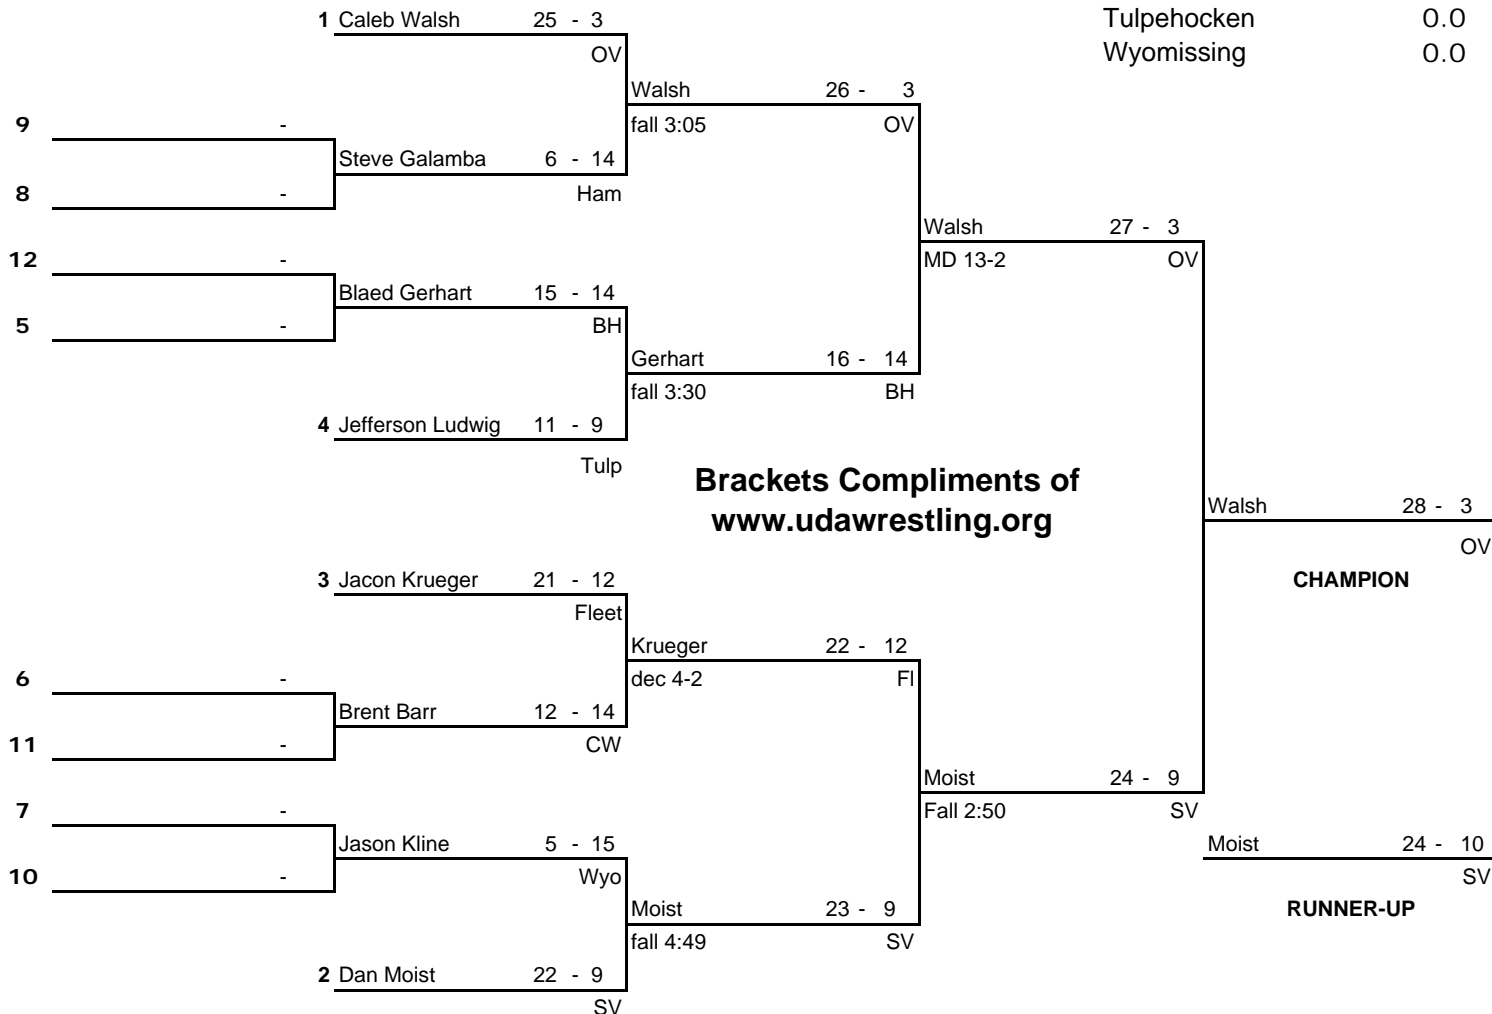 1 Caleb Walsh 25 - 3
Tulpehocken 0.0
OV
Wyomissing 0.0
Walsh 26 - 3
9 -
fall 3:05 OV
Steve Galamba 6 - 14
8 -
Ham
Walsh 27 - 3
12 -
MD 13-2 OV
Blaed Gerhart 15 - 14
5 -
BH
Gerhart 16 - 14
fall 3:30 BH
4 Jefferson Ludwig 11 - 9
Tulp
Brackets Compliments of
www.udawrestling.org
Walsh 28 - 3
OV
3 Jacon Krueger 21 - 12
CHAMPION
Fleet
Krueger 22 - 12
6 -
dec 4-2 Fl
Brent Barr 12 - 14
11 -
CW
Moist 24 - 9
7 -
Fall 2:50 SV
Jason Kline 5 - 15
Moist 24 - 10
10 -
Wyo
SV
Moist 23 - 9
RUNNER-UP
fall 4:49 SV
2 Dan Moist 22 - 9
SV